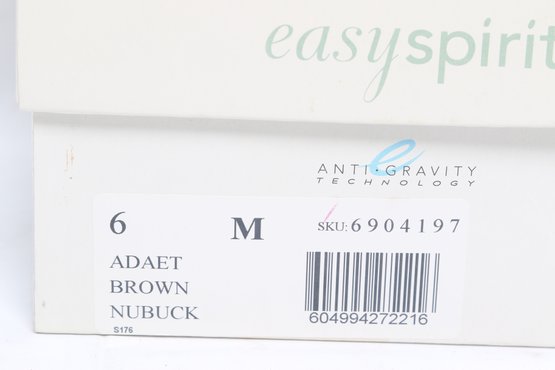 easyspirit
ANTI·GRAVITY
TECHNOLOGY
6 M SKU: 6904197
ADAET
BROWN
NUBUCK
S176
604994272216